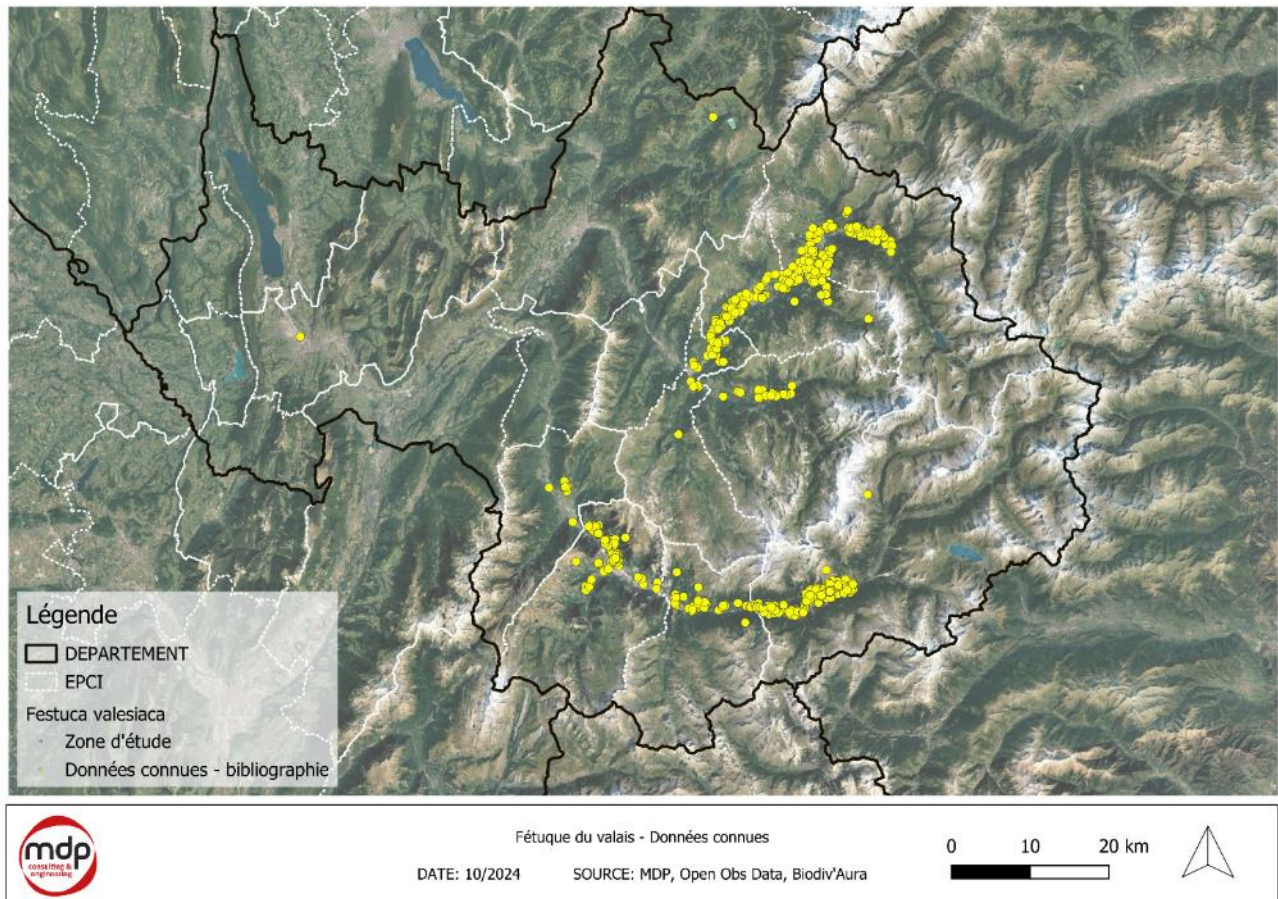 Légende
DEPARTEMENT
EPCI
Festuca valesiaca
Zone d'étude
Données connues - bibliographie
mdp
consulting &
engineering
Fétuque du valais - Données connues
DATE: 10/2024 SOURCE: MDP, Open Obs Data, Biodiv'Aura
0 10 20 km